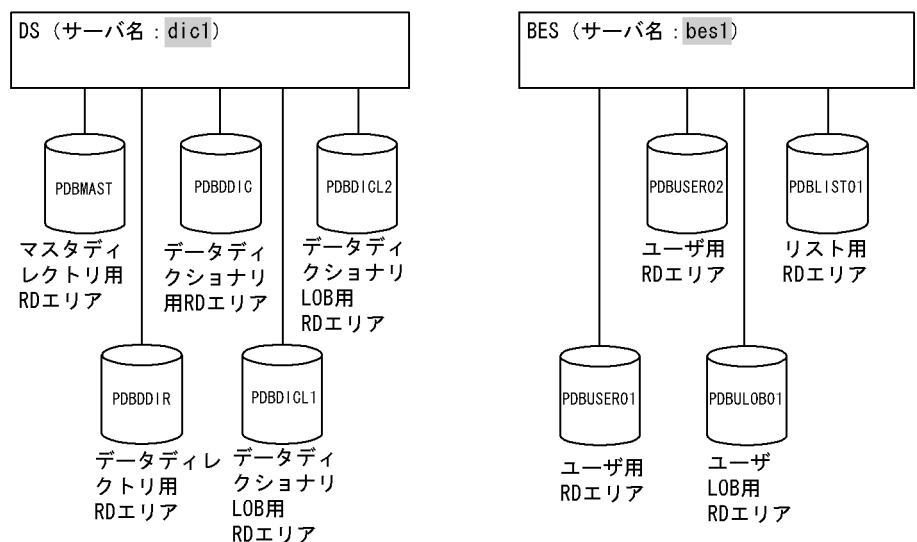 DS（サーバ名：dic1）
PDBMAST
マスタディ
レクトリ用
RDエリア
PDBDDIC
データディ
クショナリ
用RDエリア
PDBDICL2
データディ
クショナリ
LOB用
RDエリア
PDBDDIR
データディレ
クトリ用
RDエリア
PDBDICL1
データディ
クショナリ
LOB用
RDエリア
BES（サーバ名：bes1）
PDBUSER02
ユーザ用
RDエリア
PDBLIST01
リスト用
RDエリア
PDBUSER01
ユーザ用
RDエリア
PDBULOB01
ユーザ
LOB用
RDエリア